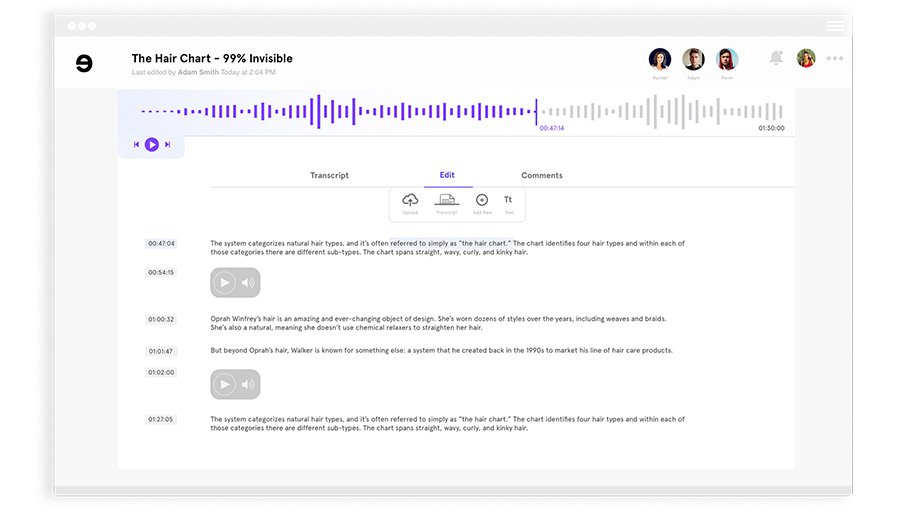 The Hair Chart - 99% Invisible
Last edited by Adam Smith Today at 2:04 PM
Rachel
Adam
Kevin
00:47:14
01:30:00
Transcript
Edit
Comments
Upload
Transcript
Add New
Tt
Text
00:47:04
The system categorizes natural hair types, and it's often referred to simply as "the hair chart." The chart identifies four hair types and within each of
those categories there are different sub-types. The chart spans straight, wavy, curly, and kinky hair.
00:54:15
01:00:32
Oprah Winfrey's hair is an amazing and ever-changing object of design. She's worn dozens of styles over the years, including weaves and braids.
She's also a natural, meaning she doesn't use chemical relaxers to straighten her hair.
01:01:47
But beyond Oprah's hair, Walker is known for something else: a system that he created back in the 1990s to market his line of hair care products.
01:02:00
01:27:05
The system categorizes natural hair types, and it's often referred to simply as "the hair chart." The chart identifies four hair types and within each of
those categories there are different sub-types. The chart spans straight, wavy, curly, and kinky hair.